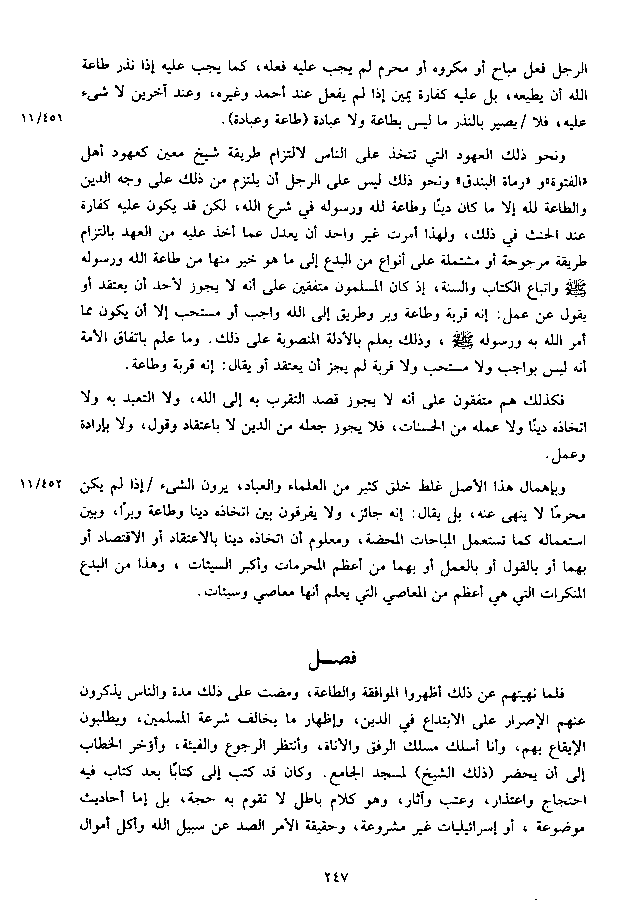 الرجل فعل مباح أو مكروه أو محرم لم يجب عليه فعله، كما يجب عليه إذا نذر طاعة
الله أن يطيعه، بل عليه كفارة يمين إذا لم يفعل عند أحمد وغيره، وعند آخرين لا شيء
عليه، فلا /يصير بالنذر ما ليس بطاعة ولا عبادة (طاعة وعبادة). ١١/٤٥١
ونحو ذلك العهود التي تتخذ على الناس لالتزام طريقة شيخ معين كعهود أهل
«الفتوة» و «رماة البندق» ونحو ذلك ليس على الرجل أن يلتزم من ذلك على وجه الدين
والطاعة لله إلا ما كان دينًا وطاعة لله ورسوله في شرع الله، لكن قد يكون عليه كفارة
عند الحنث في ذلك، ولهذا أمرت غير واحد أن يعدل عما أخذ عليه من العهد بالتزام
طريقة مرجوحة أو مشتملة على أنواع من البدع إلى ما هو خير منها من طاعة الله ورسوله
ﷺ واتباع الكتاب والسنة، إذ كان المسلمون متفقين على أنه لا يجوز لأحد أن يعتقد أو
يقول عن عمل: إنه قربة وطاعة وبر وطريق إلى الله واجب أو مستحب إلا أن يكون مما
أمر الله به ورسوله ﷺ، وذلك يعلم بالأدلة المنصوبة على ذلك. وما علم باتفاق الأمة
أنه ليس بواجب ولا مستحب ولا قربة لم يجز أن يعتقد أو يقال: إنه قربة وطاعة.
فكذلك هم متفقون على أنه لا يجوز قصد التقرب به إلى الله، ولا التعبد به ولا
اتخاذه دينًا ولا عمله من الحسنات، فلا يجوز جعله من الدين لا باعتقاد وقول، ولا بإرادة
وعمل.
وبإهمال هذا الأصل غلط خلق كثير من العلماء والعباد، يرون الشيء /إذا لم يكن ١١/٤٥٢
محرمًا لا ينهى عنه، بل يقال: إنه جائز، ولا يفرقون بين اتخاذه دينا وطاعة وبرًا، وبين
استعماله كما تستعمل المباحات المحضة، ومعلوم أن اتخاذه دينا بالاعتقاد أو الاقتصاد أو
بهما أو بالقول أو بالعمل أو بهما من أعظم المحرمات وأكبر السيئات، وهذا من البدع
المنكرات التي هي أعظم من المعاصي التي يعلم أنها معاصي وسيئات.
فصــل
فلما نهيتهم عن ذلك أظهروا الموافقة والطاعة، ومضت على ذلك مدة والناس يذكرون
عنهم الإصرار على الابتداع في الدين، وإظهار ما يخالف شرعة المسلمين، ويطلبون
الإيقاع بهم، وأنا أسلك مسلك الرفق والأناة، وأنتظر الرجوع والفيئة، وأؤخر الخطاب
إلى أن يحضر (ذلك الشيخ) لمسجد الجامع. وكان قد كتب إلى كتابًا بعد كتاب فيه
احتجاج واعتذار، وعتب وآثار، وهو كلام باطل لا تقوم به حجة، بل إما أحاديث
موضوعة، أو إسرائيليات غير مشروعة، وحقيقة الأمر الصد عن سبيل الله وأكل أموال
٢٤٧